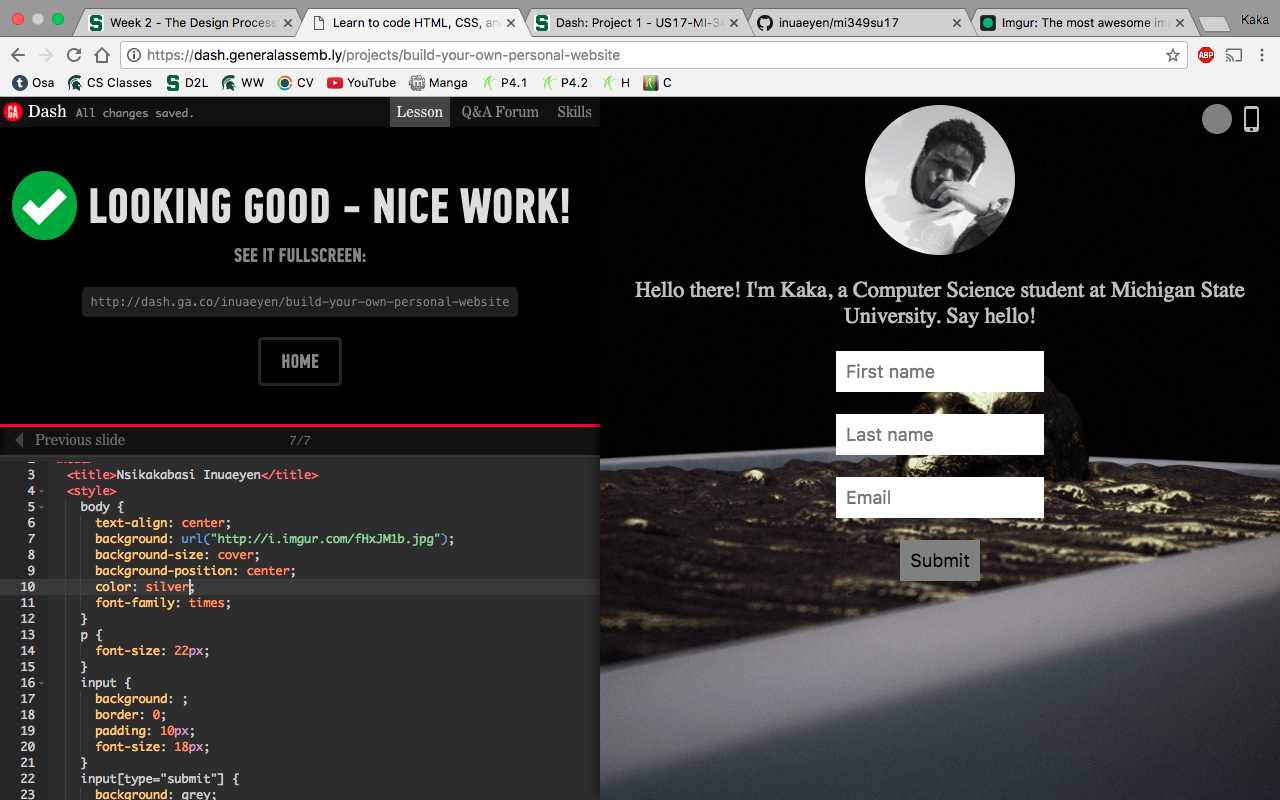 Week 2 - The Design Process
Learn to code HTML, CSS, an
Dash: Project 1 - US17-MI-34
inuaeyen/mi349su17
Imgur: The most awesome im
Kaka
https://dash.generalassemb.ly/projects/build-your-own-personal-website
ABP
Osa
CS Classes
D2L
WW
CV
YouTube
Manga
P4.1
P4.2
H
C
GA
Dash All changes saved.
Lesson
Q&A Forum
Skills
LOOKING GOOD - NICE WORK!
SEE IT FULLSCREEN:
http://dash.ga.co/inuaeyen/build-your-own-personal-website
HOME
Previous slide
7/7
3 <title>Nsikakabasi Inuaeyen</title>
4 <style>
5 body {
6 text-align: center;
7 background: url("http://i.imgur.com/fHxJM1b.jpg");
8 background-size: cover;
9 background-position: center;
10 color: silver;
11 font-family: times;
12 }
13 p {
14 font-size: 22px;
15 }
16 input {
17 background: ;
18 border: 0;
19 padding: 10px;
20 font-size: 18px;
21 }
22 input[type="submit"] {
23 background: grey;
Hello there! I'm Kaka, a Computer Science student at Michigan State
University. Say hello!
First name
Last name
Email
Submit